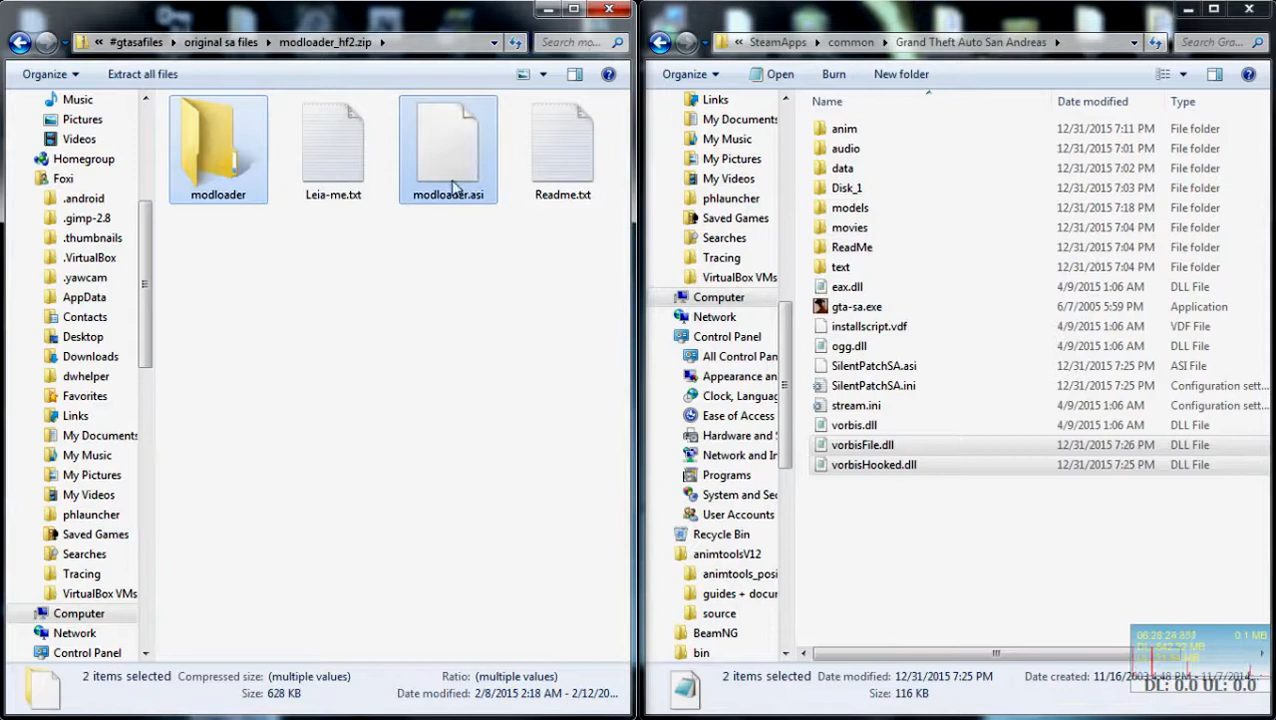 #gtasafiles original sa files modloader_hf2.zip
Search mo...
Organize Extract all files
Music
Pictures
Videos
Homegroup
Foxi
.android
.gimp-2.8
.thumbnails
.VirtualBox
.yawcam
AppData
Contacts
Desktop
Downloads
dwhelper
Favorites
Links
My Documents
My Music
My Pictures
My Videos
phlauncher
Saved Games
Searches
Tracing
VirtualBox VMs
Computer
Network
Control Panel
modloader
Leia-me.txt
modloader.asi
Readme.txt
2 items selected Compressed size: (multiple values) Ratio: (multiple values)
Size: 628 KB Date modified: 2/8/2015 2:18 AM - 2/12/20...
SteamApps common Grand Theft Auto San Andreas
Search Gra...
Organize Open Burn New folder
Links
My Documents
My Music
My Pictures
My Videos
phlauncher
Saved Games
Searches
Tracing
VirtualBox VMs
Computer
Network
Control Panel
All Control Pan
Appearance an
Clock, Languag
Ease of Access
Hardware and S
Network and In
Programs
System and Sec
User Accounts
Recycle Bin
animtoolsV12
animtools_posi
guides + docu
source
BeamNG
bin
Name Date modified Type
anim 12/31/2015 7:11 PM File folder
audio 12/31/2015 7:01 PM File folder
data 12/31/2015 7:02 PM File folder
Disk_1 12/31/2015 7:03 PM File folder
models 12/31/2015 7:18 PM File folder
movies 12/31/2015 7:04 PM File folder
ReadMe 12/31/2015 7:04 PM File folder
text 12/31/2015 7:04 PM File folder
eax.dll 4/9/2015 1:06 AM DLL File
gta-sa.exe 6/7/2005 5:59 PM Application
installscript.vdf 4/9/2015 1:06 AM VDF File
ogg.dll 4/9/2015 1:06 AM DLL File
SilentPatchSA.asi 12/31/2015 7:25 PM ASI File
SilentPatchSA.ini 12/31/2015 7:25 PM Configuration sett...
stream.ini 4/9/2015 1:06 AM Configuration sett...
vorbis.dll 4/9/2015 1:06 AM DLL File
vorbisFile.dll 12/31/2015 7:25 PM DLL File
vorbisHooked.dll 12/31/2015 7:25 PM DLL File
2 items selected Date modified: 12/31/2015 7:25 PM Date created:
Size: 116 KB
0.1 MB
DL: 0.0 UL: 0.0